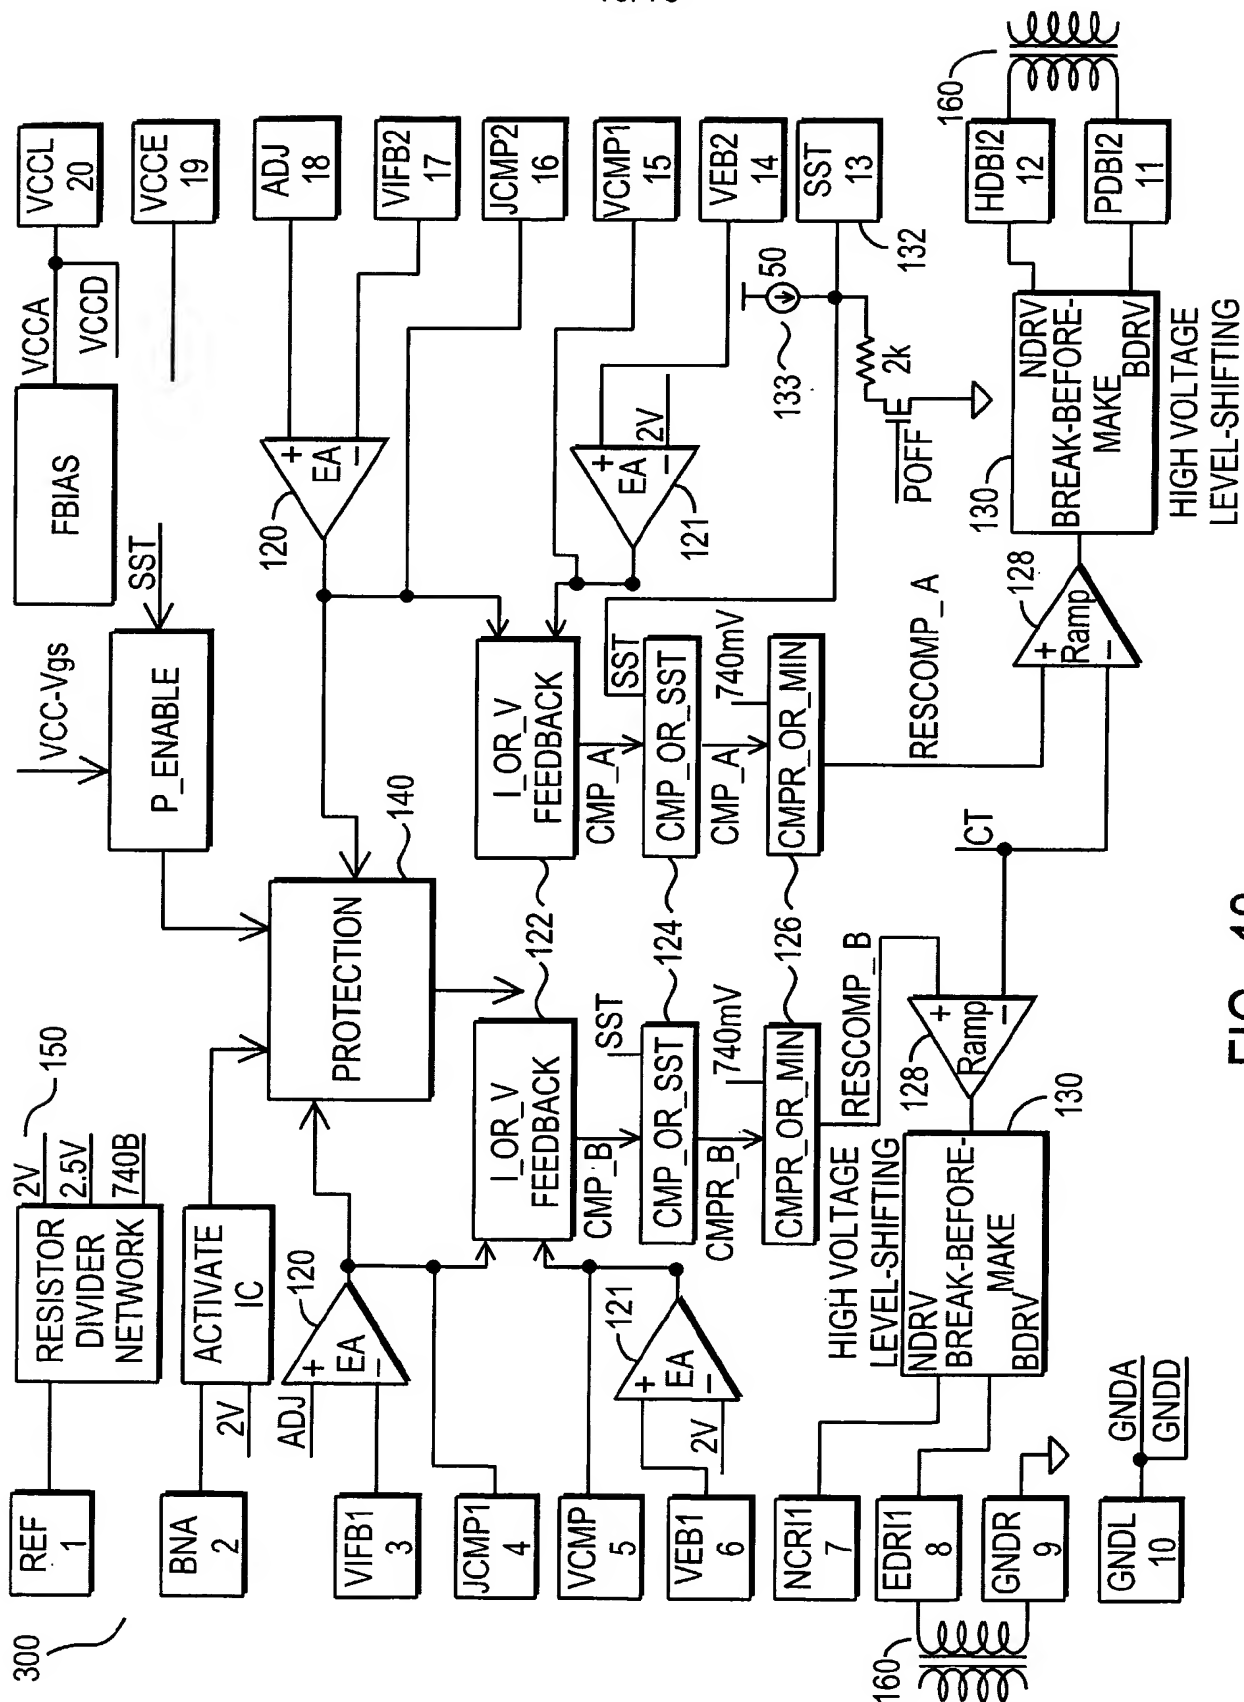 300
REF
1
BNA
2
VIFB1
3
JCMP1
4
VCMP
5
VEB1
6
NCRI1
7
EDRI1
8
GNDR
9
GNDL
10
GNDA
GNDD
160
RESISTOR
DIVIDER
NETWORK
2V
2.5V
740B
150
ACTIVATE
IC
2V
ADJ
+
EA
−
120
+
EA
−
2V
121
PROTECTION
140
P_ENABLE
VCC-Vgs
SST
FBIAS
VCCA
VCCD
VCCL
20
VCCE
19
ADJ
18
VIFB2
17
JCMP2
16
VCMP1
15
VEB2
14
SST
13
132
HDBI2
12
PDBI2
11
160
+
EA
−
120
+
EA
−
2V
121
133
50
2k
POFF
I_OR_V
FEEDBACK
122
I_OR_V
FEEDBACK
CMP_B
CMP_A
SST
SST
CMP_OR_SST
124
CMP_OR_SST
CMPR_B
CMP_A
740mV
740mV
CMPR_OR_MIN
126
CMPR_OR_MIN
RESCOMP_B
RESCOMP_A
+
Ramp
−
128
ICT
+
Ramp
−
128
HIGH VOLTAGE
LEVEL-SHIFTING
NDRV
BREAK-BEFORE-
MAKE
BDRV
130
130
NDRV
BREAK-BEFORE-
MAKE
BDRV
HIGH VOLTAGE
LEVEL-SHIFTING